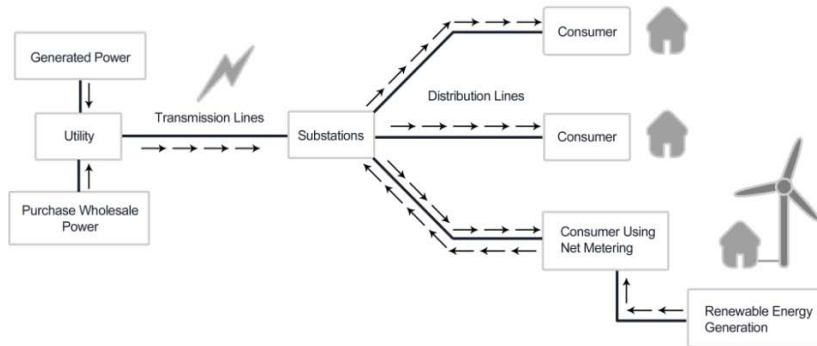 Generated Power
Utility
Purchase Wholesale
Power
Transmission Lines
Substations
Distribution Lines
Consumer
Consumer
Consumer Using
Net Metering
Renewable Energy
Generation